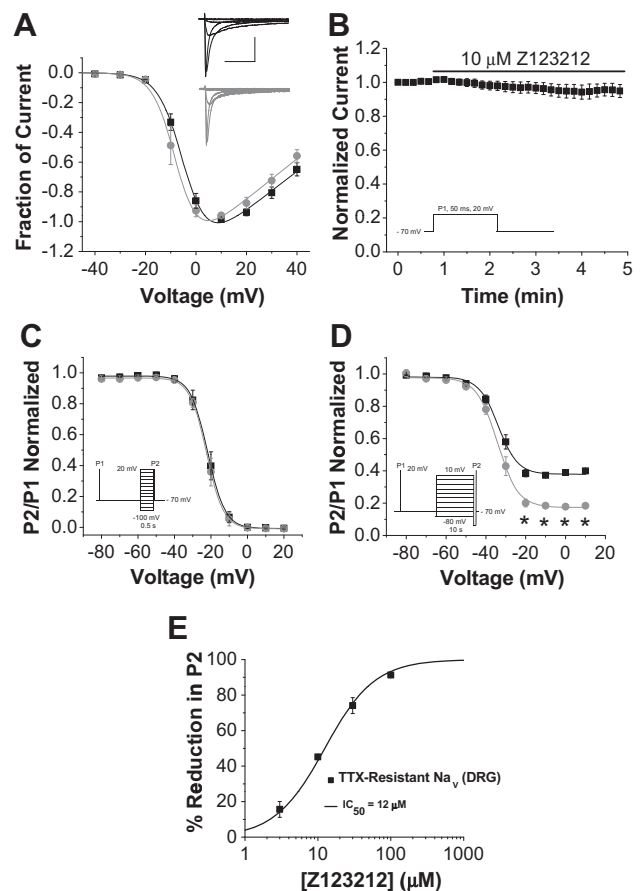 A
Fraction of Current
0.0
-0.2
-0.4
-0.6
-0.8
-1.0
-1.2
-40 -20 0 20 40
Voltage (mV)
B
Normalized Current
1.2
1.0
0.8
0.6
0.4
0.2
0.0
10 μM Z123212
P1, 50 ms, 20 mV
- 70 mV
0 1 2 3 4 5
Time (min)
C
P2/P1 Normalized
1.0
0.8
0.6
0.4
0.2
0.0
P1
20 mV
P2
- 70 mV
-100 mV
0.5 s
-80 -60 -40 -20 0 20
Voltage (mV)
D
P2/P1 Normalized
1.0
0.8
0.6
0.4
0.2
0.0
P1
20 mV
10 mV
P2
- 70 mV
-80 mV
10 s
* * * *
-80 -60 -40 -20 0 20
Voltage (mV)
E
% Reduction in P2
100
80
60
40
20
0
TTX-Resistant Nav (DRG)
IC50 = 12 μM
1 10 100 1000
[Z123212] (μM)